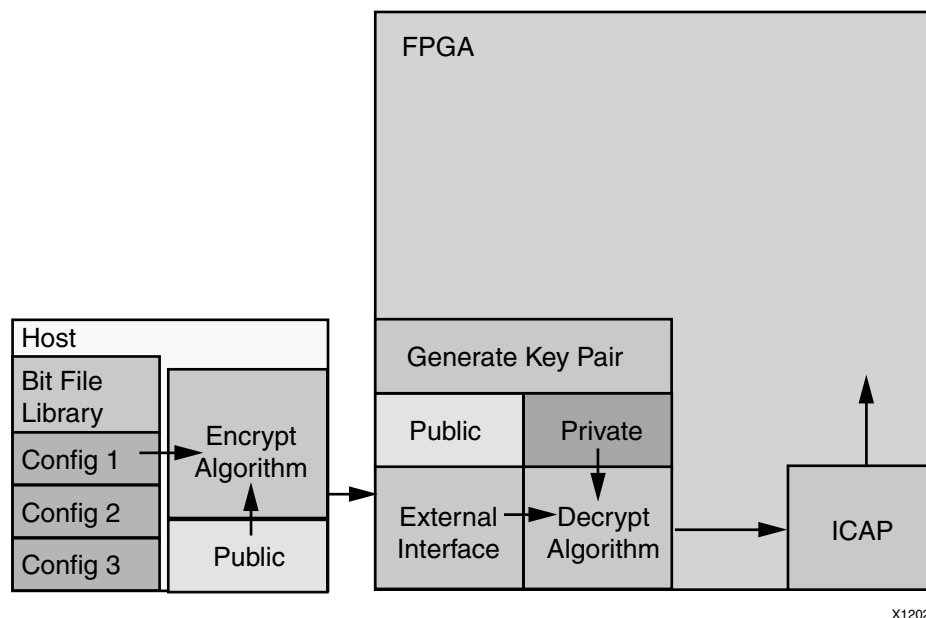 FPGA
Host
Bit File
Library
Config 1
Config 2
Config 3
Encrypt
Algorithm
Public
Generate Key Pair
Public
Private
External
Interface
Decrypt
Algorithm
ICAP
X1202